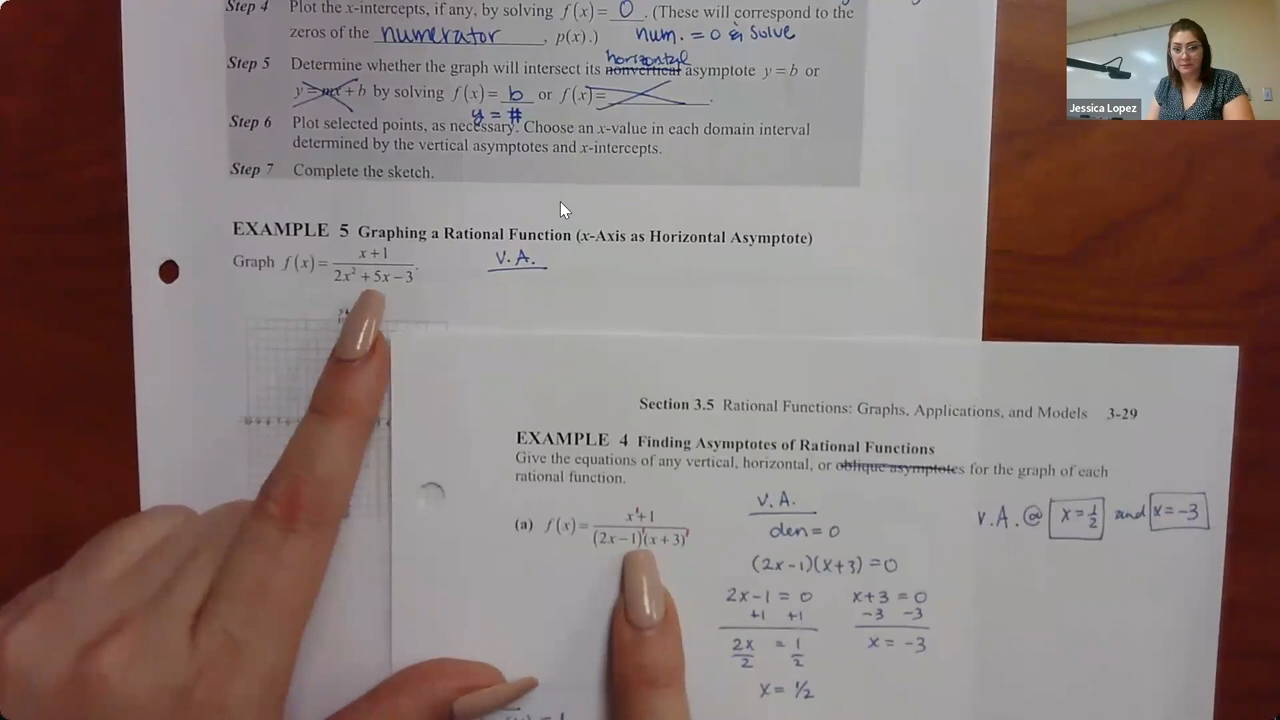 Step 4 Plot the x-intercepts, if any, by solving f(x) = 0. (These will correspond to the
zeros of the numerator, p(x).) num. = 0 & solve
horizontal
Step 5 Determine whether the graph will intersect its nonvertical asymptote y = b or
y = mx + b by solving f(x) = b or f(x) =
y = #
Step 6 Plot selected points, as necessary. Choose an x-value in each domain interval
determined by the vertical asymptotes and x-intercepts.
Step 7 Complete the sketch.
Jessica Lopez
EXAMPLE 5 Graphing a Rational Function (x-Axis as Horizontal Asymptote)
Graph f(x) = x+1 / 2x² + 5x – 3.
V.A.
Section 3.5 Rational Functions: Graphs, Applications, and Models 3-29
EXAMPLE 4 Finding Asymptotes of Rational Functions
Give the equations of any vertical, horizontal, or oblique asymptotes for the graph of each
rational function.
(a) f(x) = x+1 / (2x – 1)(x + 3)
V.A.
den = 0
(2x - 1)(x + 3) = 0
2x - 1 = 0 x + 3 = 0
+1 +1 -3 -3
2x/2 = 1/2 x = -3
x = 1/2
V.A. @ x = 1/2 and x = -3